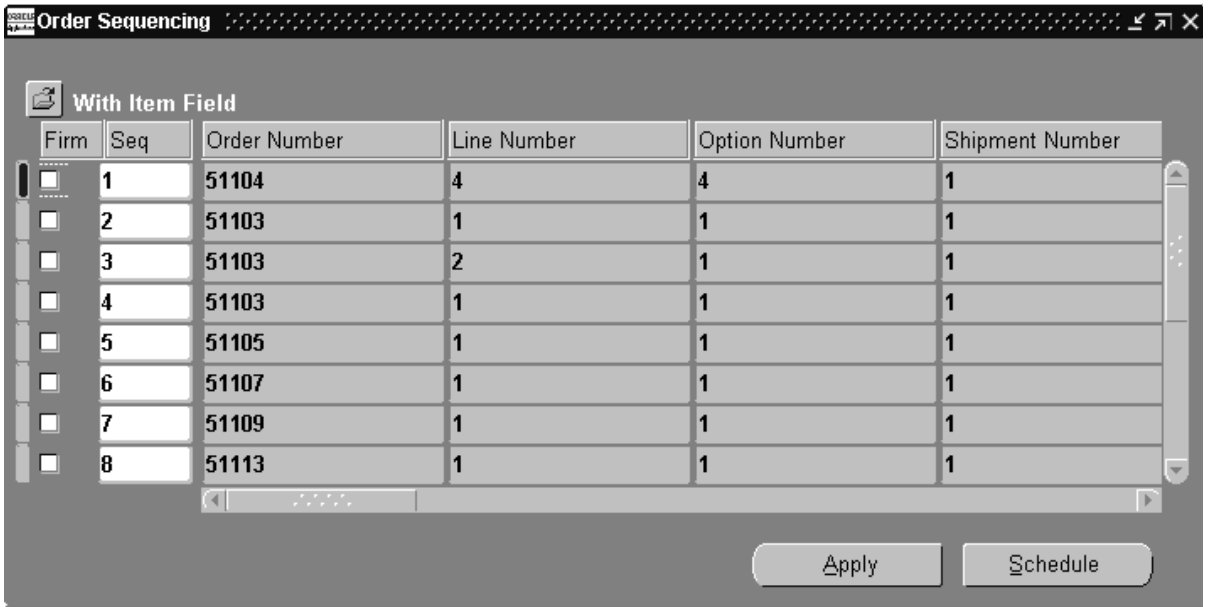 Order Sequencing
With Item Field
Firm Seq Order Number Line Number Option Number Shipment Number
1 51104 4 4 1
2 51103 1 1 1
3 51103 2 1 1
4 51103 1 1 1
5 51105 1 1 1
6 51107 1 1 1
7 51109 1 1 1
8 51113 1 1 1
Apply Schedule